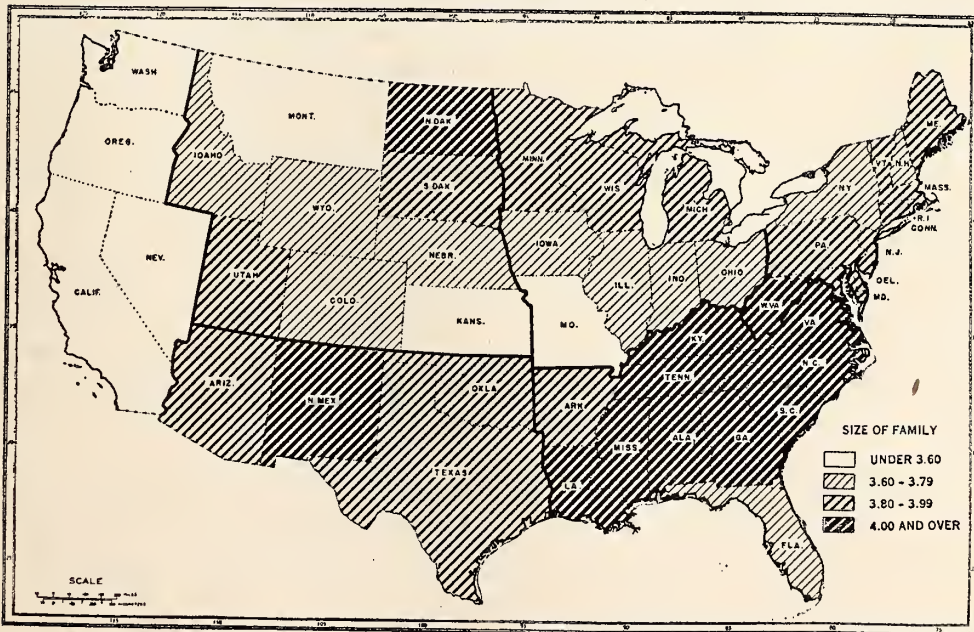 WASH
MONT.
N.DAK.
MINN.
ME.
OREG.
IDAHO
S.DAK.
WIS.
MICH.
N.Y.
VT.
N.H.
MASS.
R.I.
CONN.
WYO.
IOWA
PA.
N.J.
NEV.
UTAH
NEBR.
ILL.
IND.
OHIO
DEL.
MD.
CALIF.
COLO.
KANS.
MO.
W.VA.
VA.
KY.
N.C.
ARIZ.
N.MEX.
OKLA.
ARK.
TENN.
S.C.
TEXAS
LA.
MISS.
ALA.
GA.
FLA.
SIZE OF FAMILY
UNDER 3.60
3.60 - 3.79
3.80 - 3.99
4.00 AND OVER
SCALE